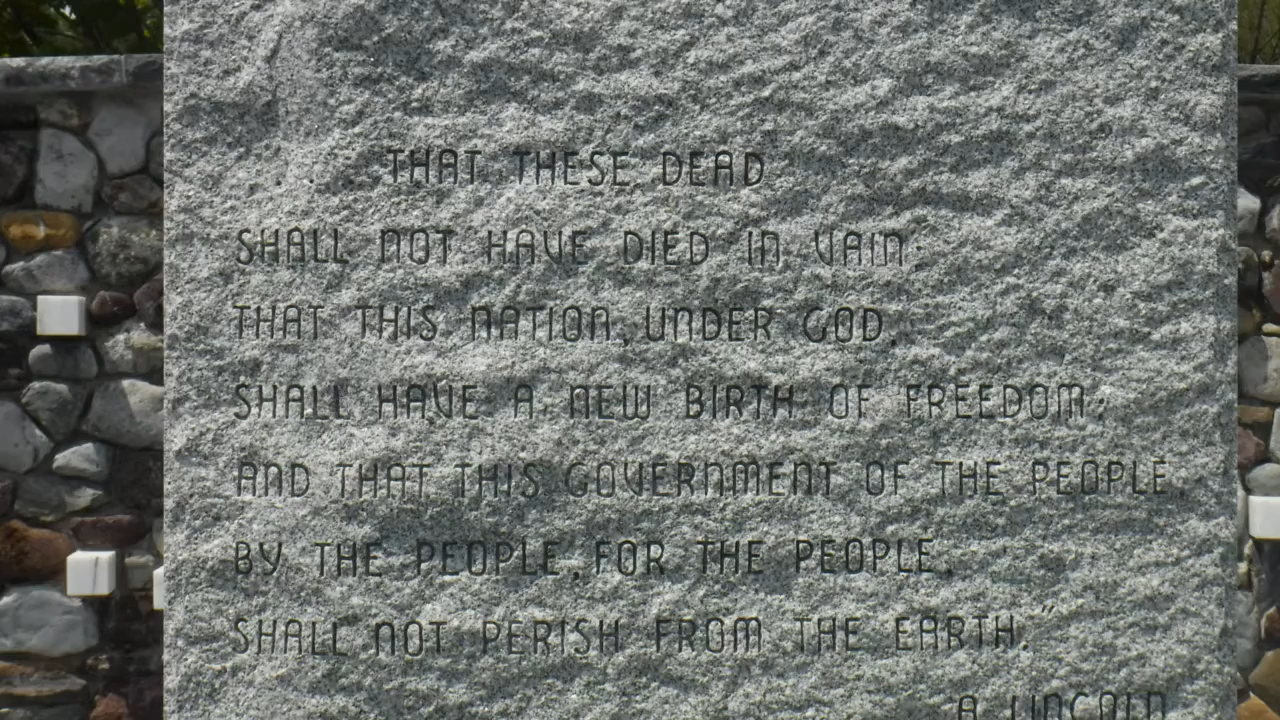 THAT THESE DEAD
SHALL NOT HAVE DIED IN VAIN·
THAT THIS NATION, UNDER GOD,
SHALL HAVE A NEW BIRTH OF FREEDOM;
AND THAT THIS GOVERNMENT OF THE PEOPLE,
BY THE PEOPLE, FOR THE PEOPLE,
SHALL NOT PERISH FROM THE EARTH."
A LINCOLN